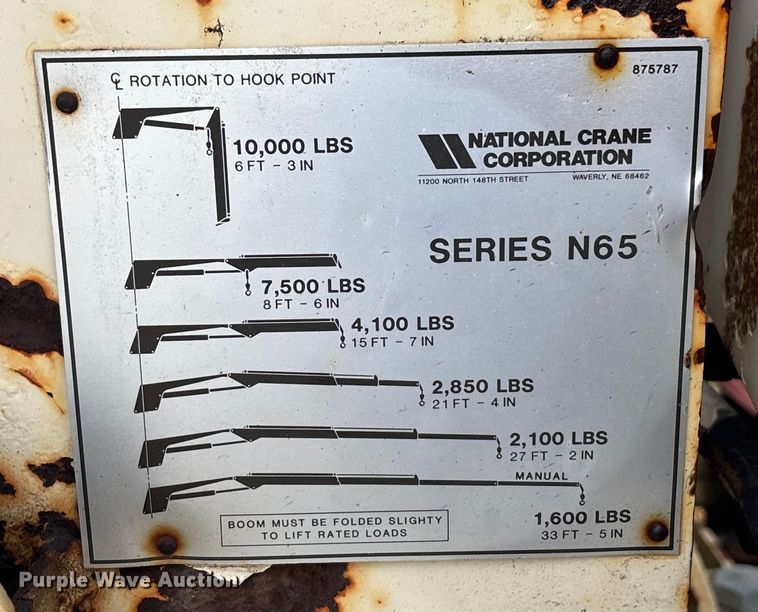 ℄ ROTATION TO HOOK POINT
875787
10,000 LBS
6 FT - 3 IN
NATIONAL CRANE
CORPORATION
11200 NORTH 148TH STREET WAVERLY, NE 68462
SERIES N65
7,500 LBS
8 FT - 6 IN
4,100 LBS
15 FT - 7 IN
2,850 LBS
21 FT - 4 IN
2,100 LBS
27 FT - 2 IN
MANUAL
1,600 LBS
33 FT - 5 IN
BOOM MUST BE FOLDED SLIGHTY
TO LIFT RATED LOADS
Purple Wave Auction